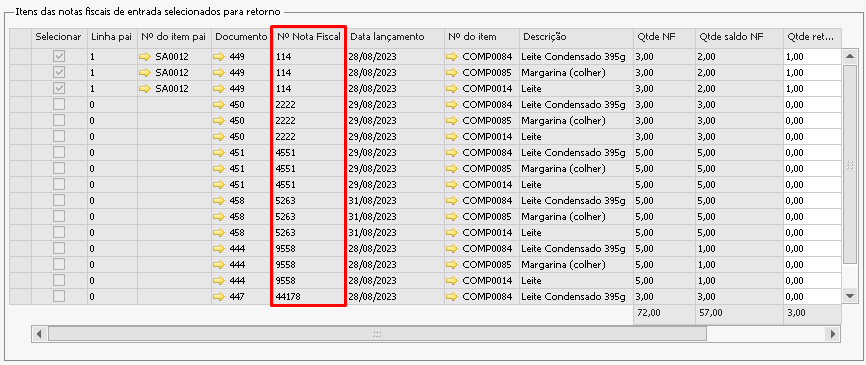 Itens das notas fiscais de entrada selecionados para retorno
Selecionar Linha pai Nº do item pai Documento Nº Nota Fiscal Data lançamento Nº do item Descrição Qtde NF Qtde saldo NF Qtde ret...
1 SA0012 449 114 28/08/2023 COMP0084 Leite Condensado 395g 3,00 2,00 1,00
1 SA0012 449 114 28/08/2023 COMP0085 Margarina (colher) 3,00 2,00 1,00
1 SA0012 449 114 28/08/2023 COMP0014 Leite 3,00 2,00 1,00
0 450 2222 29/08/2023 COMP0084 Leite Condensado 395g 3,00 3,00 0,00
0 450 2222 29/08/2023 COMP0085 Margarina (colher) 3,00 3,00 0,00
0 450 2222 29/08/2023 COMP0014 Leite 3,00 3,00 0,00
0 451 4551 29/08/2023 COMP0084 Leite Condensado 395g 5,00 5,00 0,00
0 451 4551 29/08/2023 COMP0085 Margarina (colher) 5,00 5,00 0,00
0 451 4551 29/08/2023 COMP0014 Leite 5,00 5,00 0,00
0 458 5263 31/08/2023 COMP0084 Leite Condensado 395g 5,00 5,00 0,00
0 458 5263 31/08/2023 COMP0085 Margarina (colher) 5,00 5,00 0,00
0 458 5263 31/08/2023 COMP0014 Leite 5,00 5,00 0,00
0 444 9558 28/08/2023 COMP0084 Leite Condensado 395g 5,00 1,00 0,00
0 444 9558 28/08/2023 COMP0085 Margarina (colher) 5,00 1,00 0,00
0 444 9558 28/08/2023 COMP0014 Leite 5,00 1,00 0,00
0 447 44178 28/08/2023 COMP0084 Leite Condensado 395g 3,00 3,00 0,00
72,00 57,00 3,00